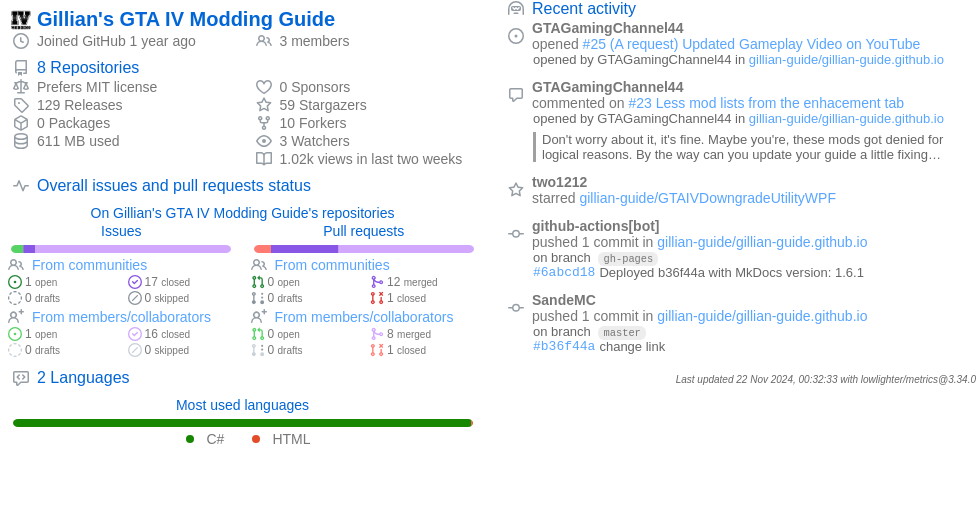 Gillian's GTA IV Modding Guide
Joined GitHub 1 year ago
3 members
8 Repositories
Prefers MIT license
129 Releases
0 Packages
611 MB used
0 Sponsors
59 Stargazers
10 Forkers
3 Watchers
1.02k views in last two weeks
Overall issues and pull requests status
On Gillian's GTA IV Modding Guide's repositories
Issues
From communities
1 open
17 closed
0 drafts
0 skipped
From members/collaborators
1 open
16 closed
0 drafts
0 skipped
Pull requests
From communities
0 open
12 merged
0 drafts
1 closed
From members/collaborators
0 open
8 merged
0 drafts
1 closed
2 Languages
Most used languages
C#
HTML
Recent activity
GTAGamingChannel44
opened #25 (A request) Updated Gameplay Video on YouTube
opened by GTAGamingChannel44 in gillian-guide/gillian-guide.github.io
GTAGamingChannel44
commented on #23 Less mod lists from the enhacement tab
opened by GTAGamingChannel44 in gillian-guide/gillian-guide.github.io
Don't worry about it, it's fine. Maybe you're, these mods got denied for
logical reasons. By the way can you update your guide a little fixing…
two1212
starred gillian-guide/GTAIVDowngradeUtilityWPF
github-actions[bot]
pushed 1 commit in gillian-guide/gillian-guide.github.io
on branch gh-pages
#6abcd18 Deployed b36f44a with MkDocs version: 1.6.1
SandeMC
pushed 1 commit in gillian-guide/gillian-guide.github.io
on branch master
#b36f44a change link
Last updated 22 Nov 2024, 00:32:33 with lowlighter/metrics@3.34.0